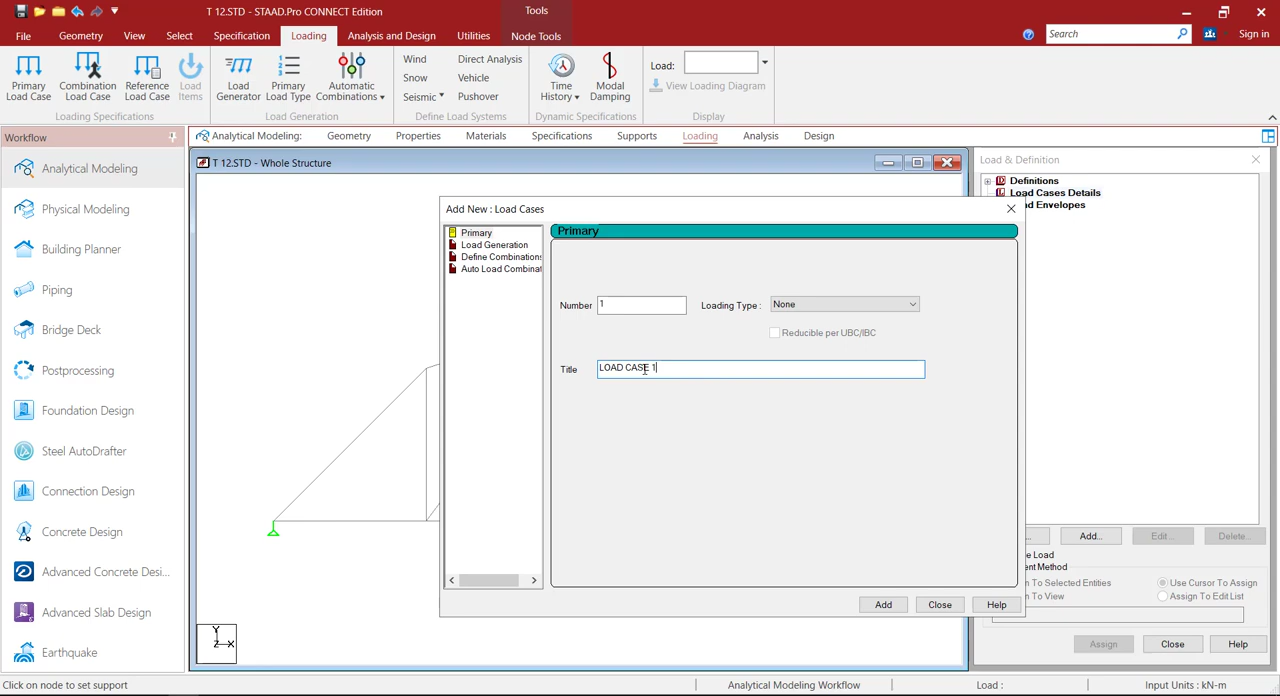 T 12.STD - STAAD.Pro CONNECT Edition
Tools
File
Geometry
View
Select
Specification
Loading
Analysis and Design
Utilities
Node Tools
Search
Sign in
Primary Load Case
Combination Load Case
Reference Load Case
Load Items
Loading Specifications
Load Generator
Primary Load Type
Automatic Combinations
Load Generation
Wind
Snow
Seismic
Direct Analysis
Vehicle
Pushover
Define Load Systems
Time History
Modal Damping
Dynamic Specifications
Load:
View Loading Diagram
Display
Workflow
Analytical Modeling:
Geometry
Properties
Materials
Specifications
Supports
Loading
Analysis
Design
Analytical Modeling
Physical Modeling
Building Planner
Piping
Bridge Deck
Postprocessing
Foundation Design
Steel AutoDrafter
Connection Design
Concrete Design
Advanced Concrete Desi...
Advanced Slab Design
Earthquake
T 12.STD - Whole Structure
Y
X
Z
Add New : Load Cases
Primary
Load Generation
Define Combinations
Auto Load Combinat
Primary
Number
1
Loading Type :
None
Reducible per UBC/IBC
Title
LOAD CASE 1
Add
Close
Help
Load & Definition
Definitions
Load Cases Details
d Envelopes
...
Add...
Edit...
Delete...
e Load
ent Method
n To Selected Entities
Use Cursor To Assign
n To View
Assign To Edit List
Assign
Close
Help
Click on node to set support
Analytical Modeling Workflow
Load :
Input Units : kN-m